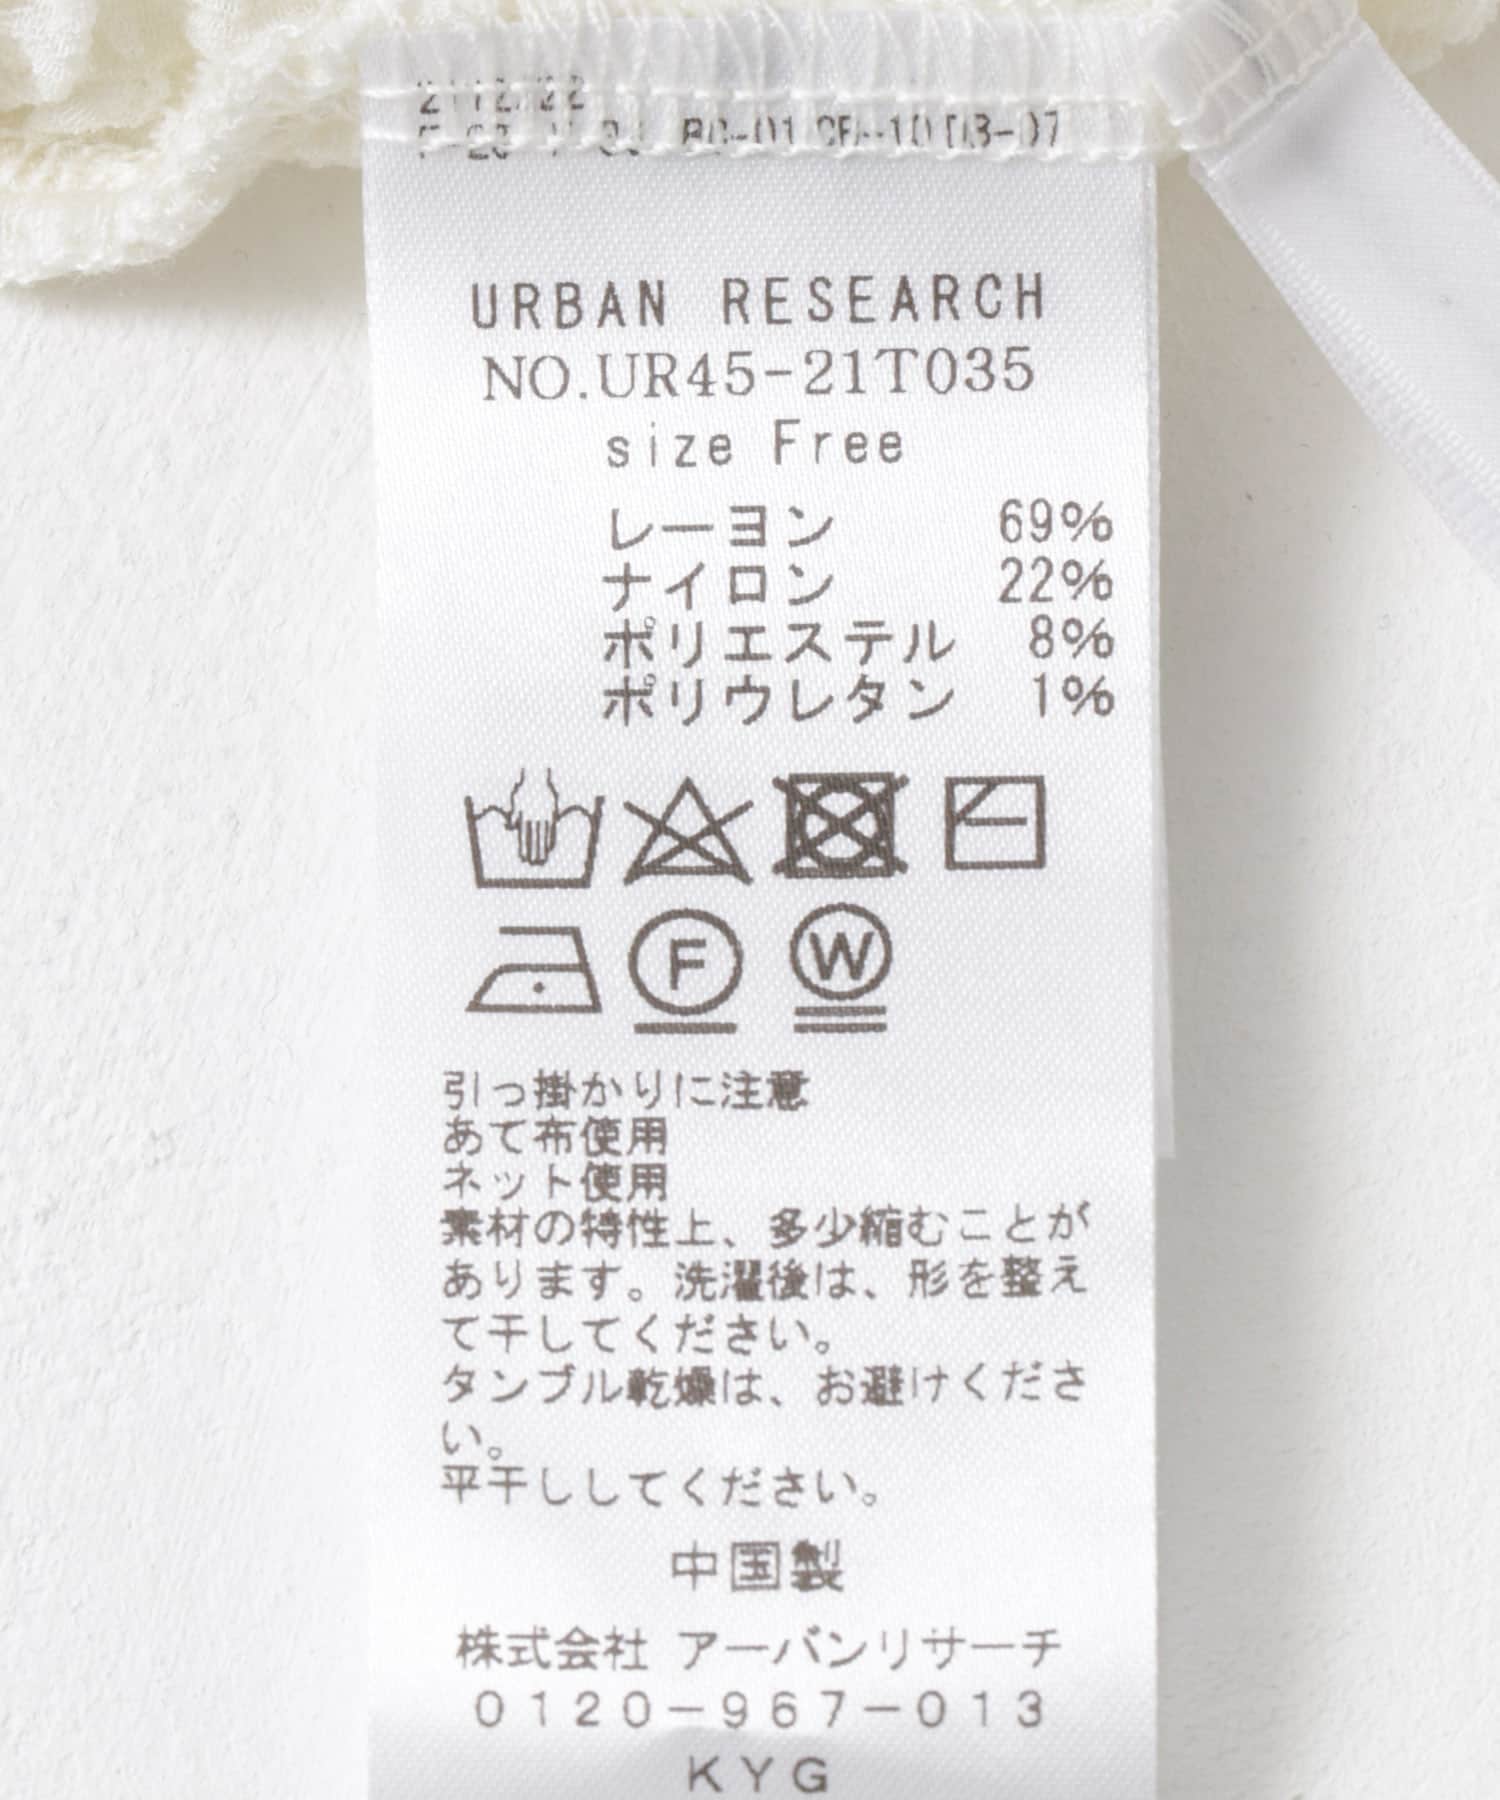 URBAN RESEARCH
NO.UR45-21T035
size Free
レーヨン 69%
ナイロン 22%
ポリエステル 8%
ポリウレタン 1%
F
W
引っ掛かりに注意
あて布使用
ネット使用
素材の特性上、多少縮むことが
あります。洗濯後は、形を整え
て干してください。
タンブル乾燥は、お避けくださ
い。
平干ししてください。
中国製
株式会社 アーバンリサーチ
0120-967-013
KYG